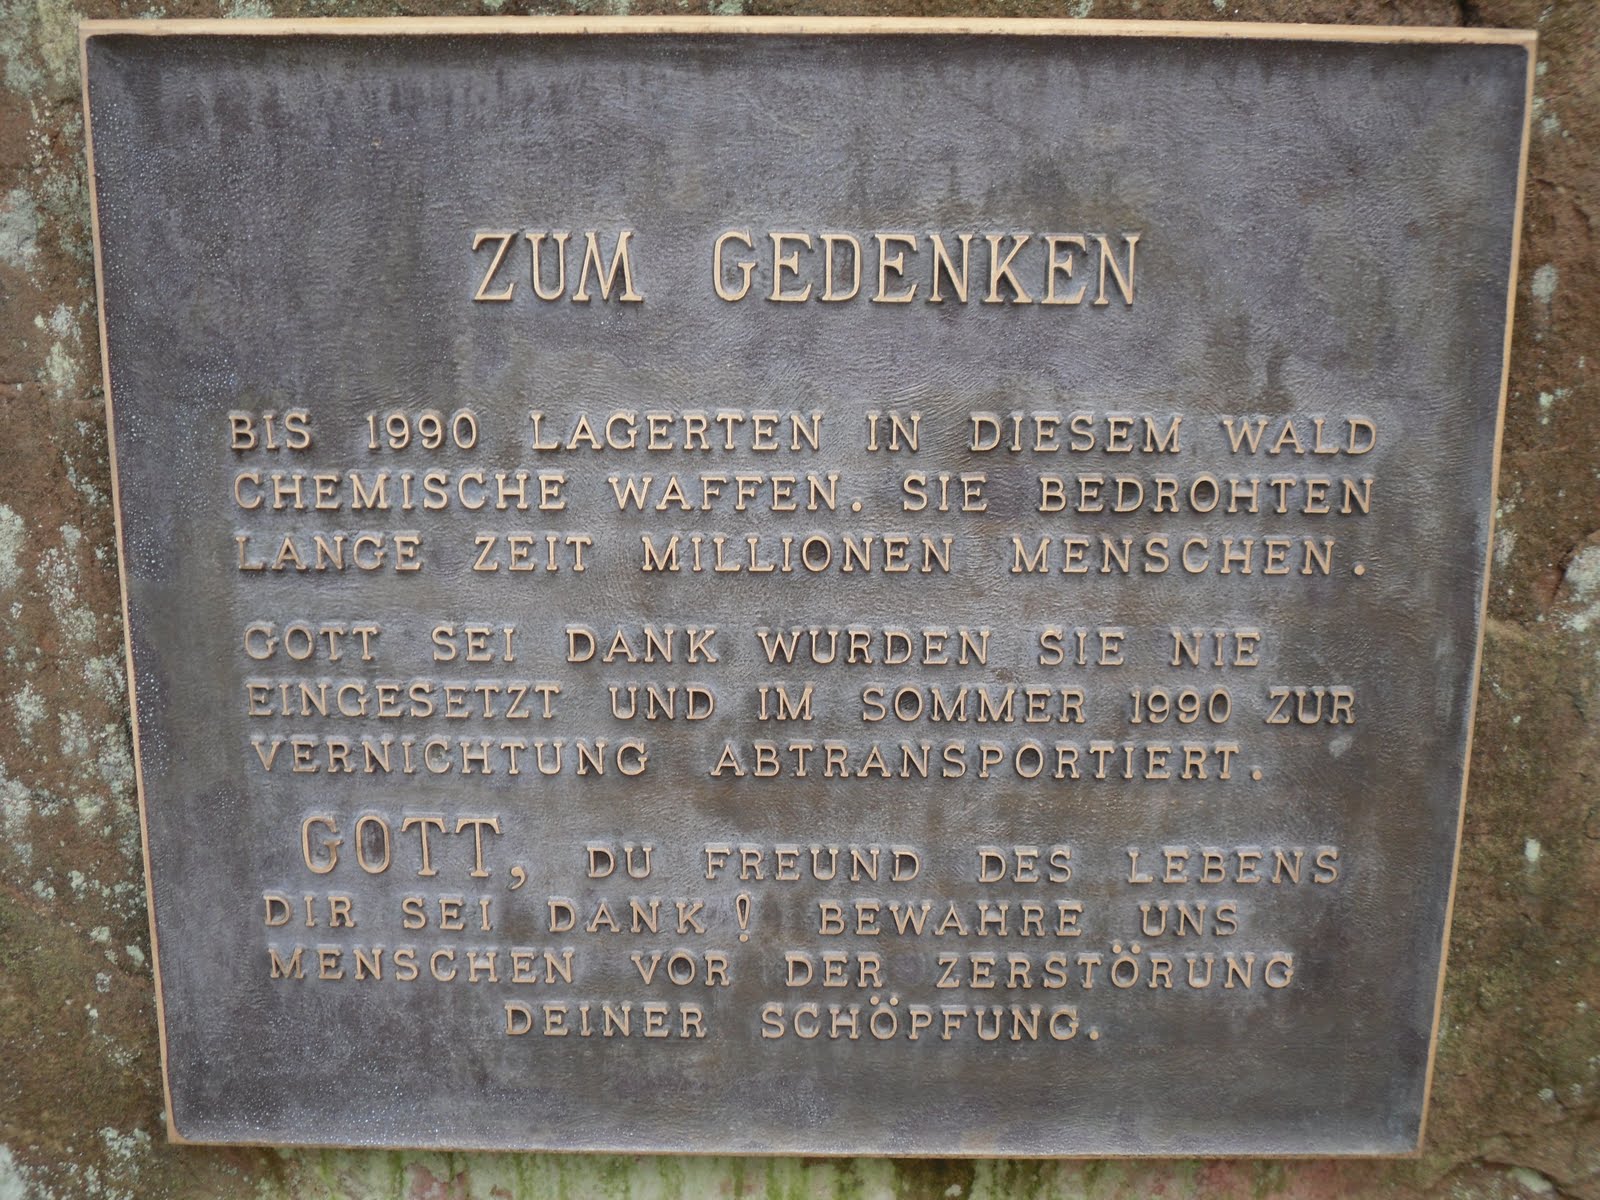 ZUM GEDENKEN
BIS 1990 LAGERTEN IN DIESEM WALD
CHEMISCHE WAFFEN. SIE BEDROHTEN
LANGE ZEIT MILLIONEN MENSCHEN.
GOTT SEI DANK WURDEN SIE NIE
EINGESETZT UND IM SOMMER 1990 ZUR
VERNICHTUNG ABTRANSPORTIERT.
GOTT, DU FREUND DES LEBENS
DIR SEI DANK! BEWAHRE UNS
MENSCHEN VOR DER ZERSTÖRUNG
DEINER SCHÖPFUNG.